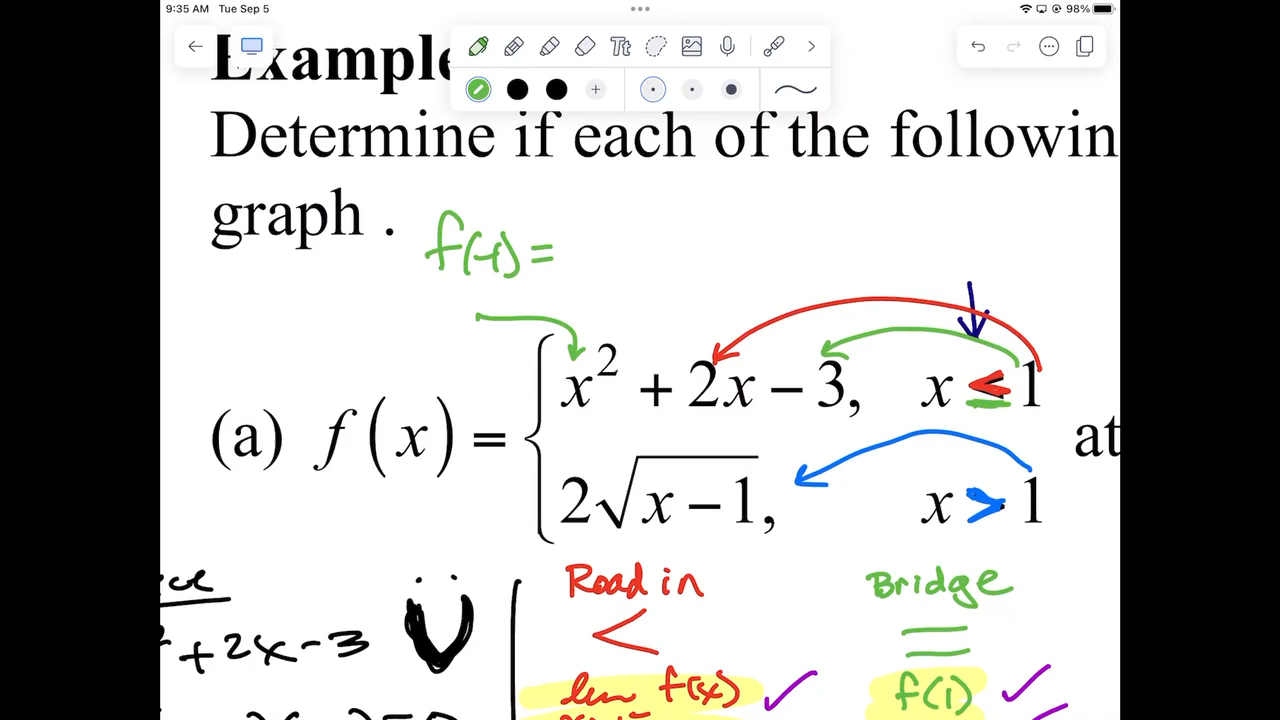 9:35 AM Tue Sep 5
98%
Example
Tt
Determine if each of the followin
graph .
f(-1) =
x² + 2x − 3, x ≤ 1
(a) f(x) = { at
2√(x − 1), x > 1
Road in
Bridge
<
=
+ 2x - 3
lim f(x)
f(1)